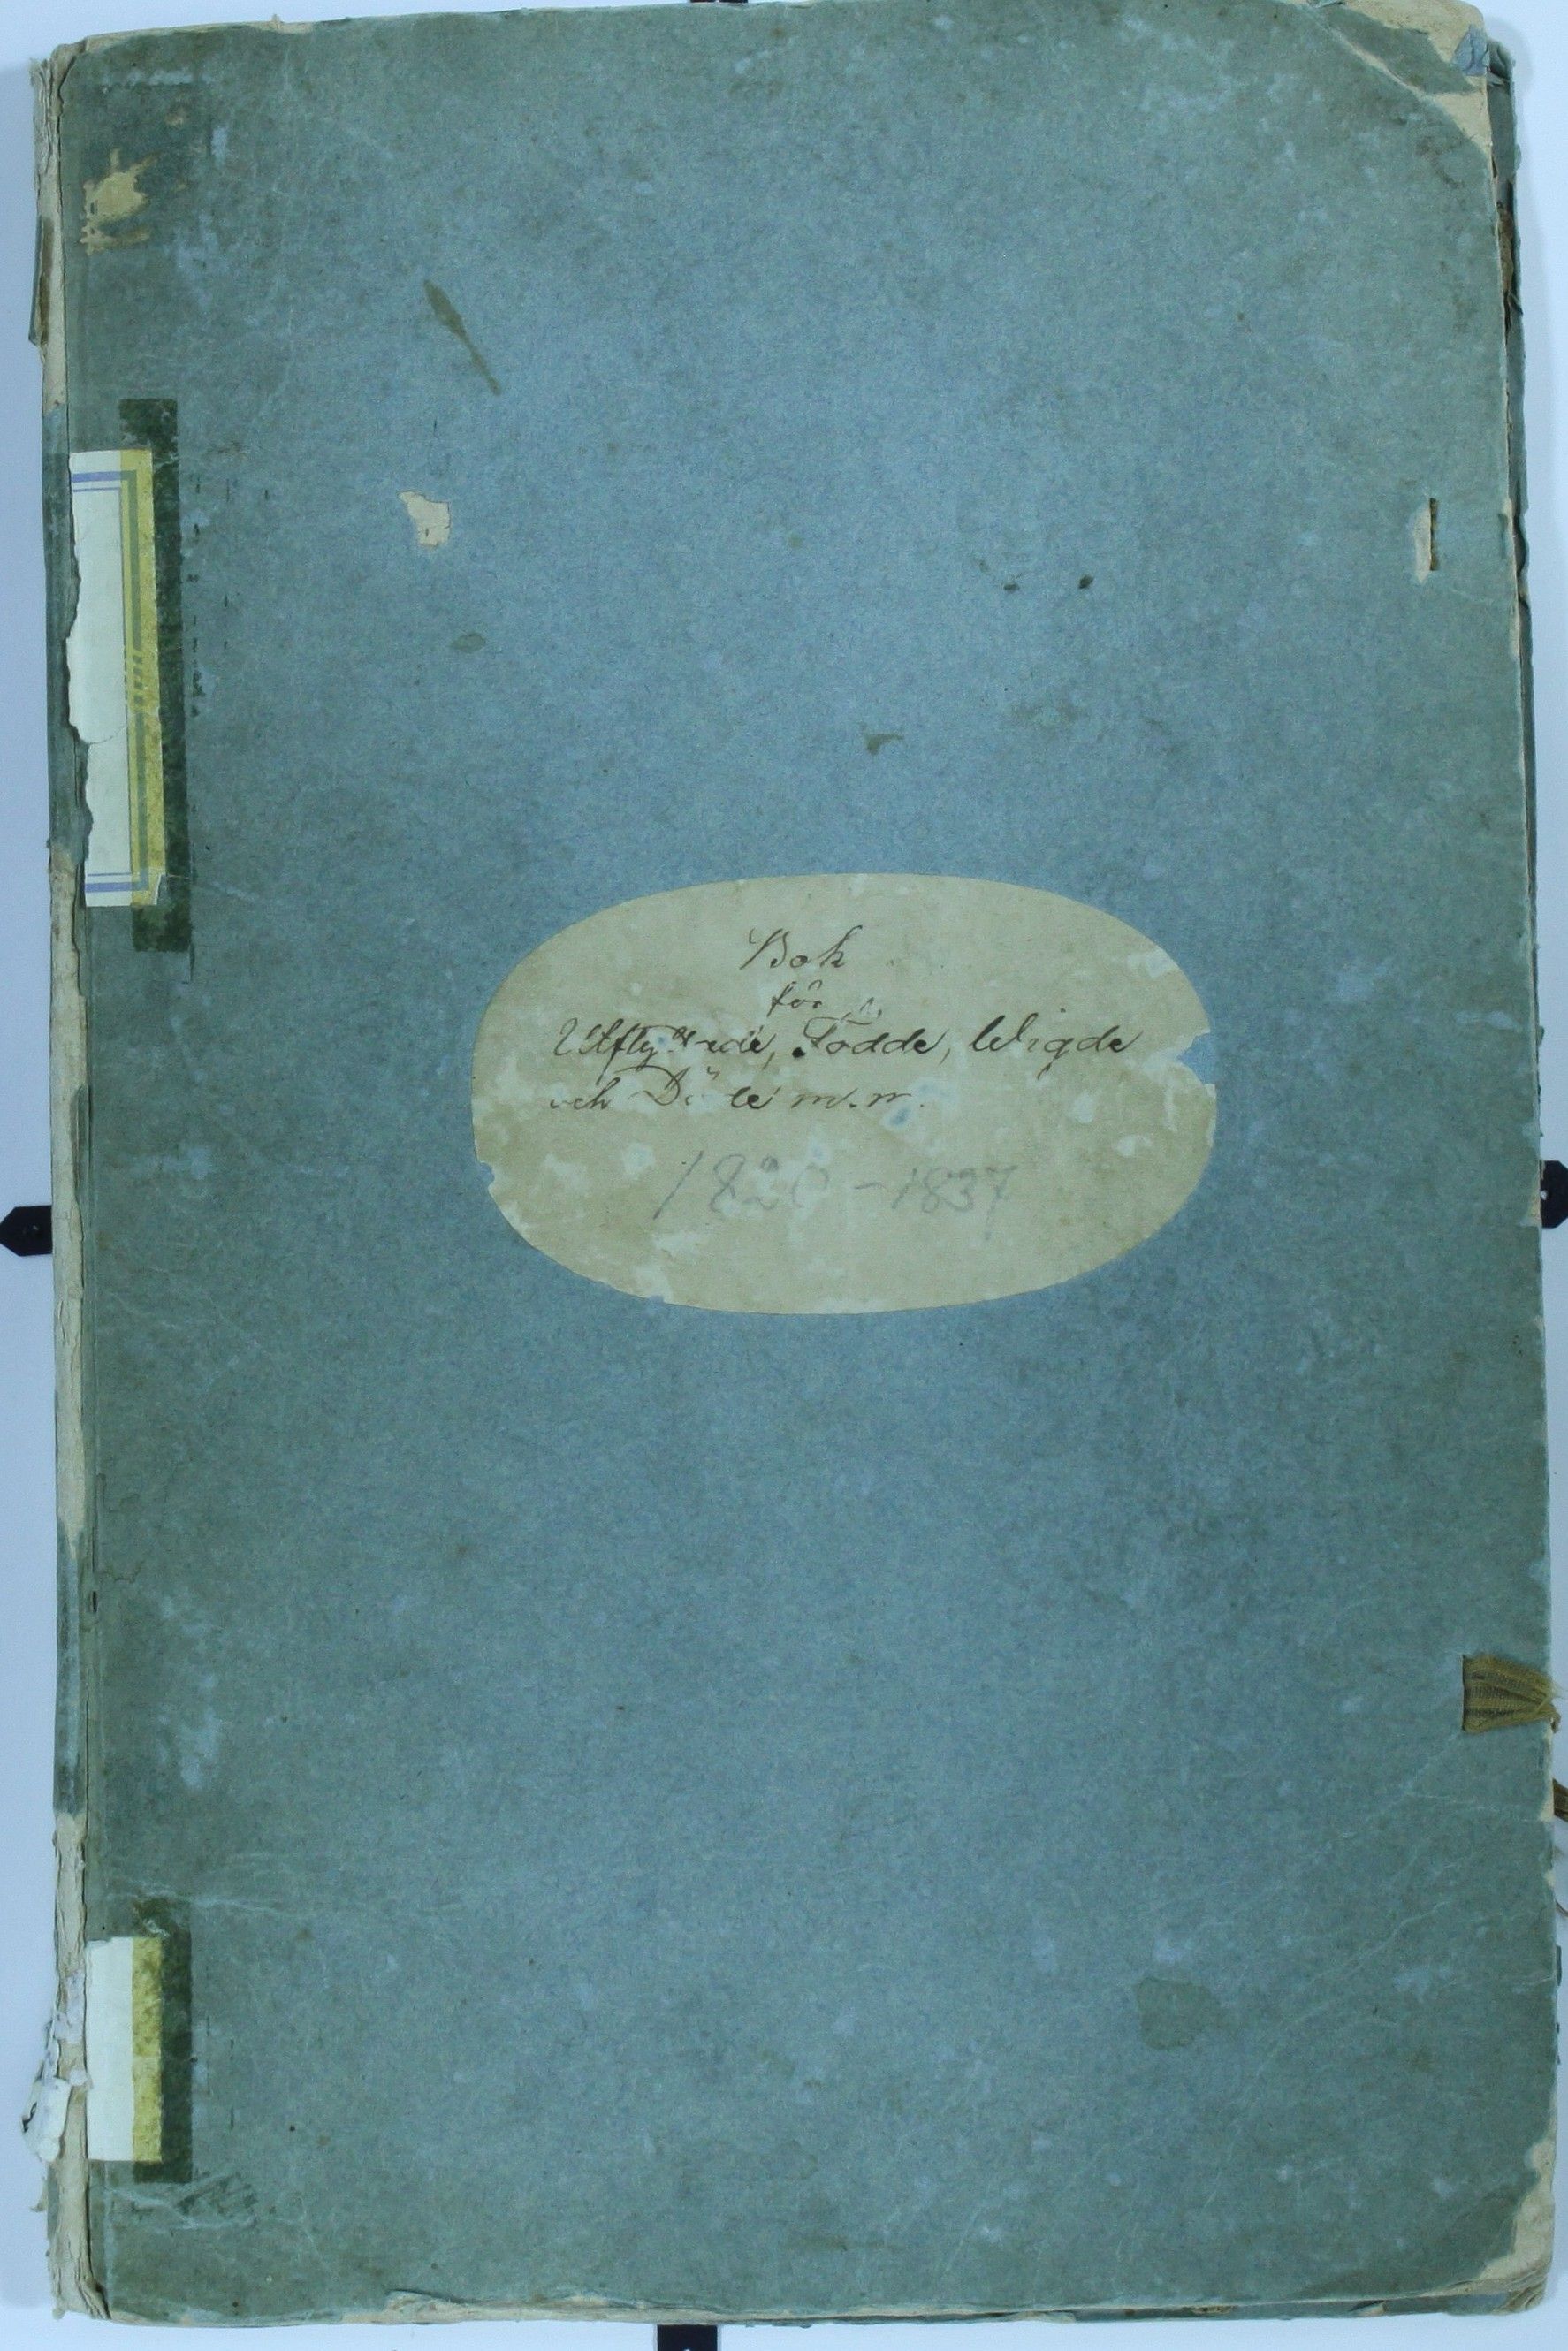 Bok
för
Utflyttade, Födde, Wigde
och Döde m.m.
1820-1837